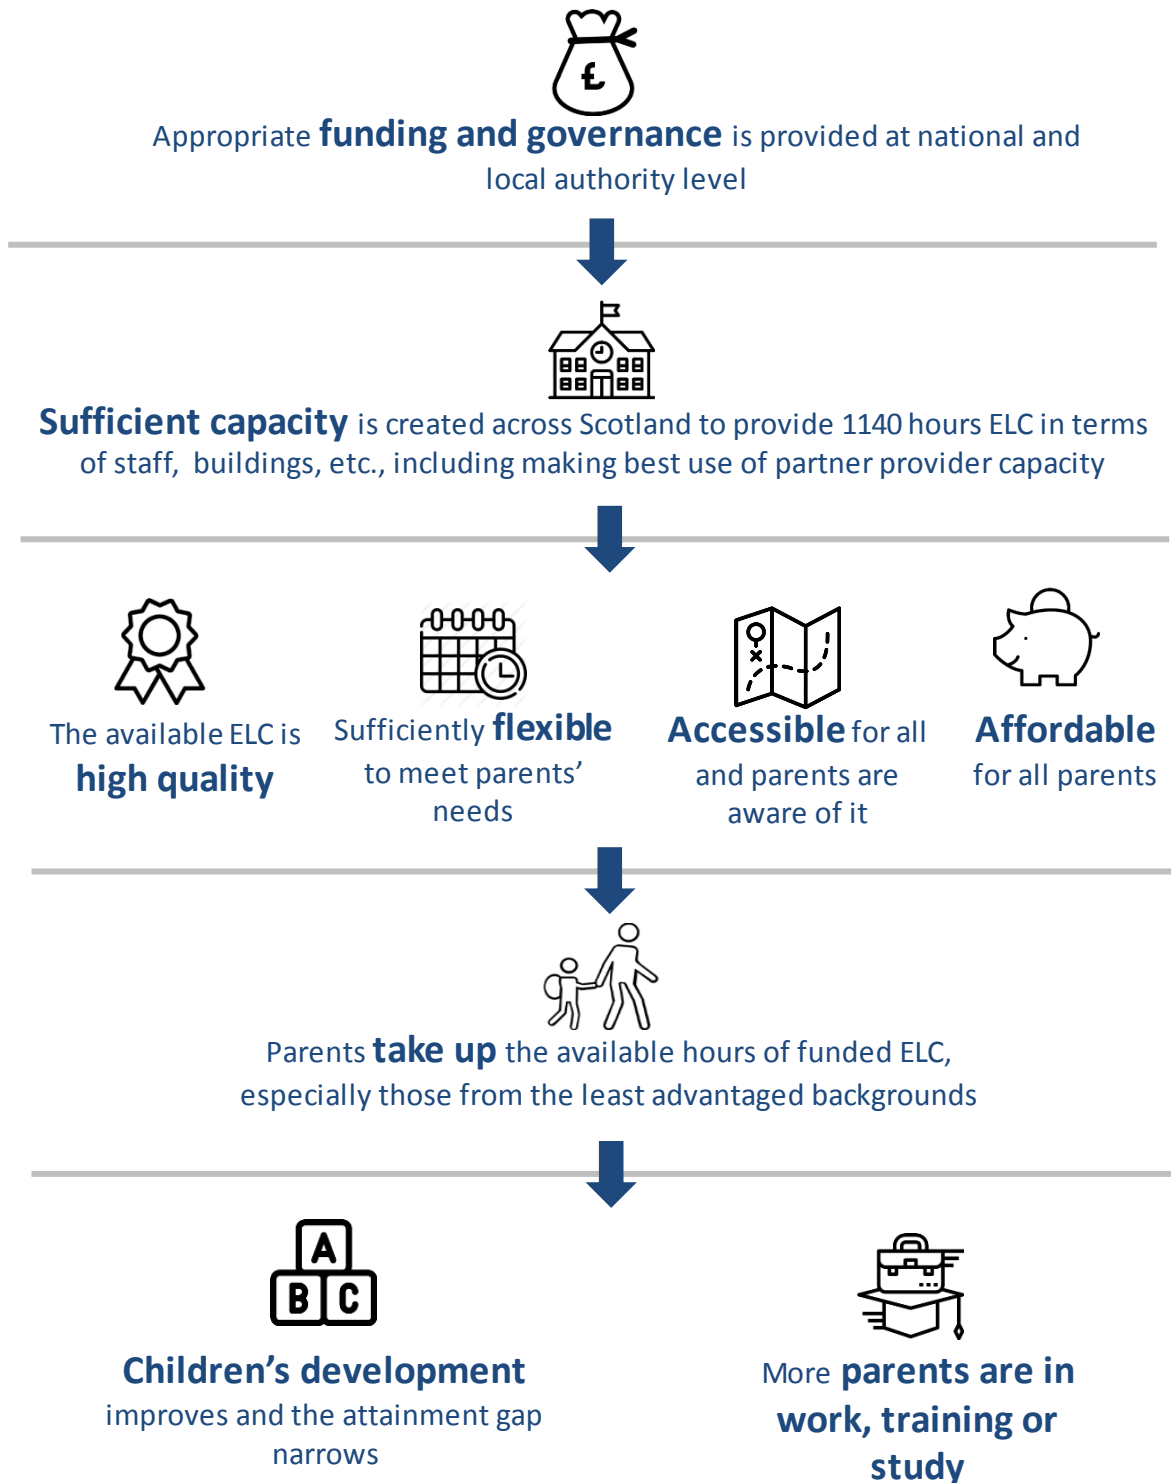 £
Appropriate funding and governance is provided at national and
local authority level
Sufficient capacity is created across Scotland to provide 1140 hours ELC in terms
of staff, buildings, etc., including making best use of partner provider capacity
The available ELC is
high quality
Sufficiently flexible
to meet parents’
needs
Accessible for all
and parents are
aware of it
Affordable
for all parents
Parents take up the available hours of funded ELC,
especially those from the least advantaged backgrounds
A
B C
Children’s development
improves and the attainment gap
narrows
More parents are in
work, training or
study